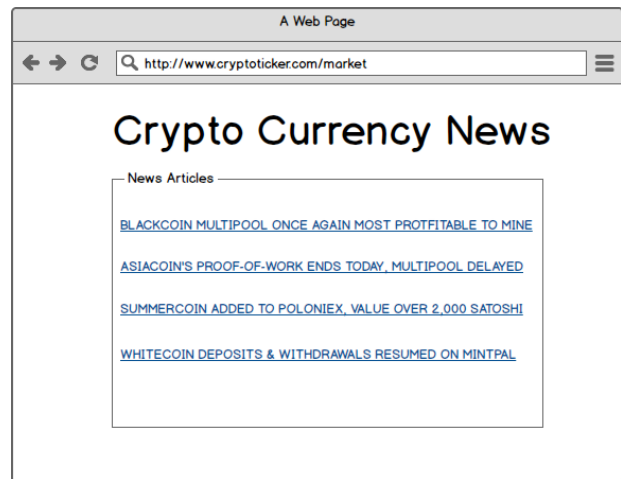 A Web Page
http://www.cryptoticker.com/market
Crypto Currency News
News Articles
BLACKCOIN MULTIPOOL ONCE AGAIN MOST PROTFITABLE TO MINE
ASIACOIN'S PROOF-OF-WORK ENDS TODAY, MULTIPOOL DELAYED
SUMMERCOIN ADDED TO POLONIEX, VALUE OVER 2,000 SATOSHI
WHITECOIN DEPOSITS & WITHDRAWALS RESUMED ON MINTPAL